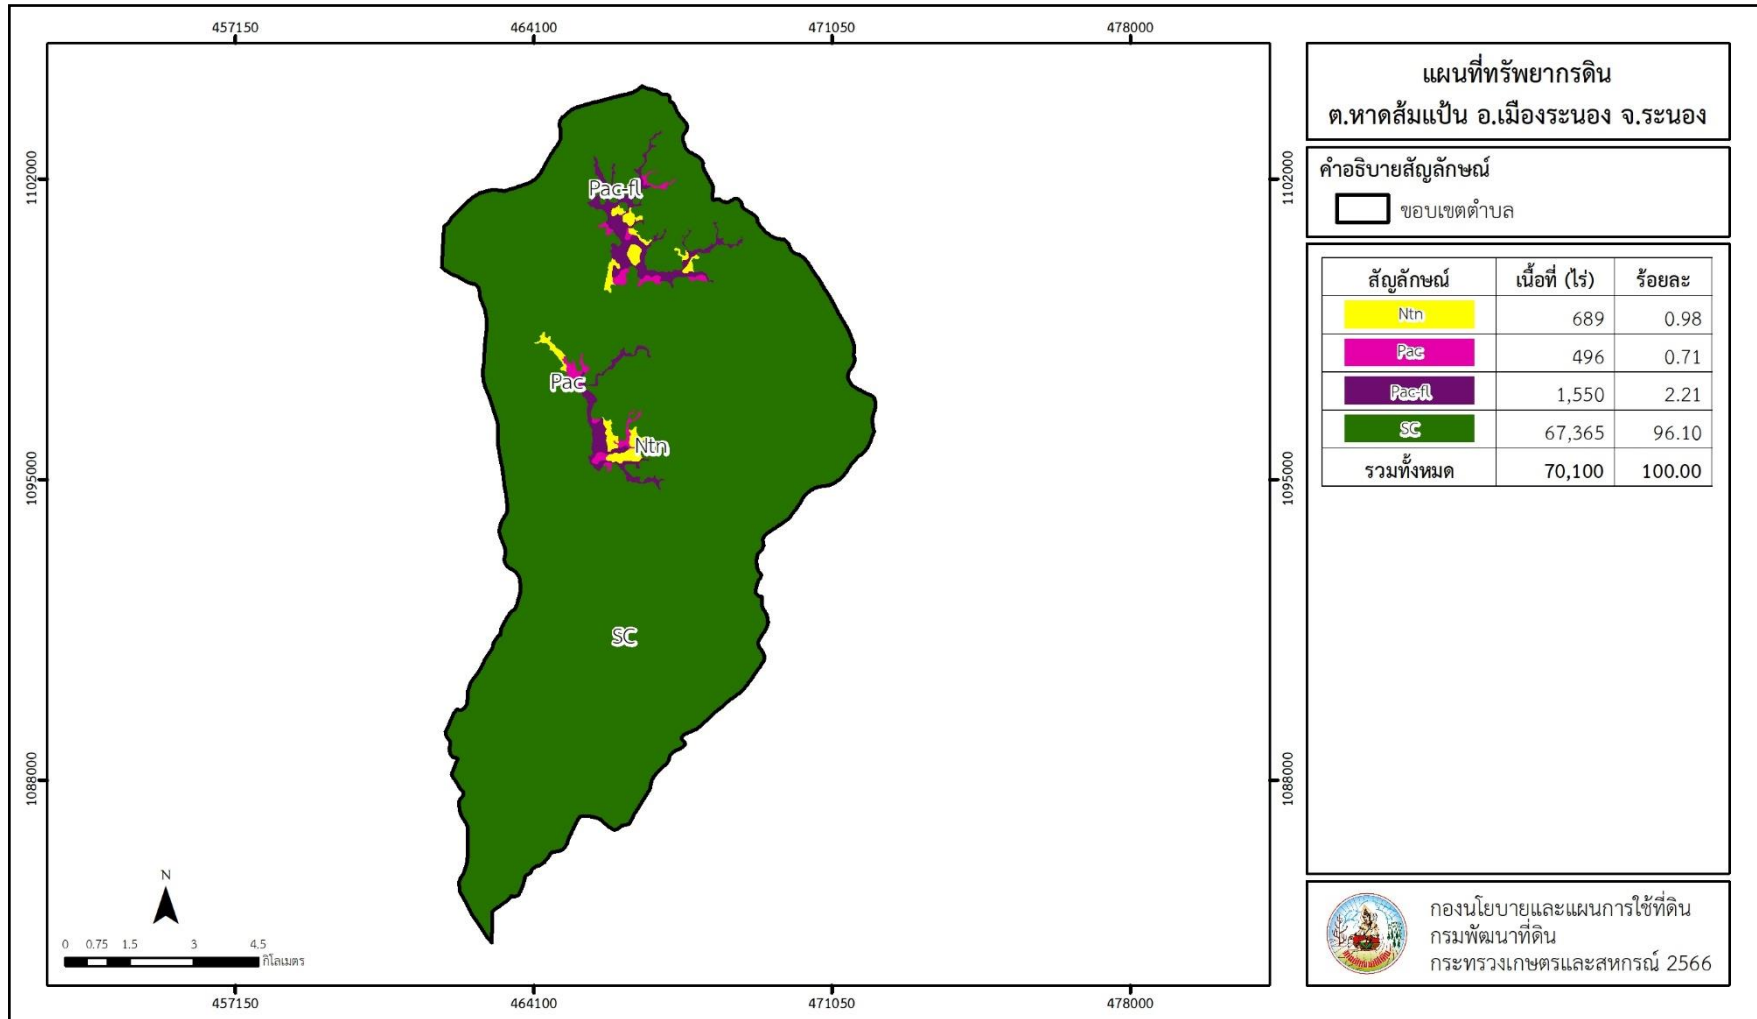 457150
464100
471050
478000
1102000
1095000
1088000
1102000
1095000
1088000
Pac-fl
Pac
Ntn
SC
N
0 0.75 1.5 3 4.5
กิโลเมตร
457150
464100
471050
478000
แผนที่ทรัพยากรดิน
ต.หาดส้มแป้น อ.เมืองระนอง จ.ระนอง
คำอธิบายสัญลักษณ์
ขอบเขตตำบล
สัญลักษณ์ เนื้อที่ (ไร่) ร้อยละ
Ntn 689 0.98
Pac 496 0.71
Pac-fl 1,550 2.21
SC 67,365 96.10
รวมทั้งหมด 70,100 100.00
กองนโยบายและแผนการใช้ที่ดิน
กรมพัฒนาที่ดิน
กระทรวงเกษตรและสหกรณ์ 2566